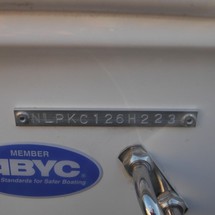 NLPKC126H223
MEMBER
ABYC
Standards for Safer Boating